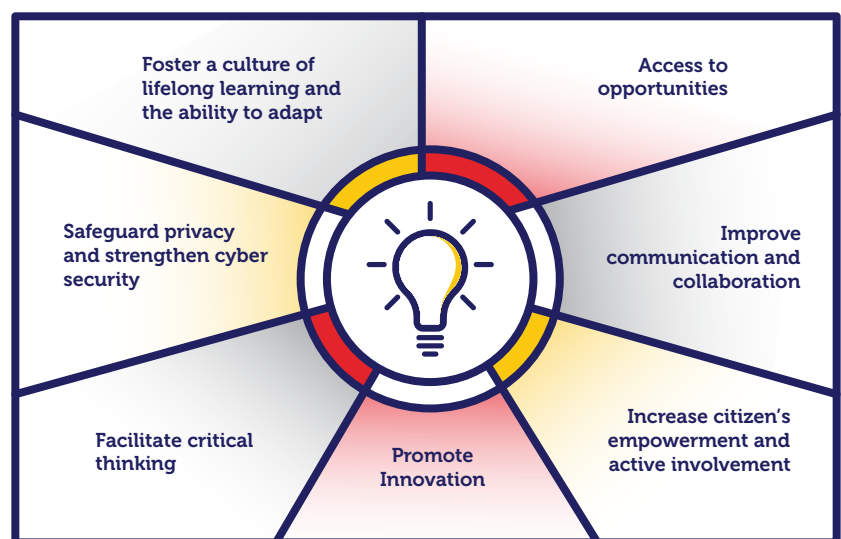 Foster a culture of
lifelong learning and
the ability to adapt
Access to
opportunities
Safeguard privacy
and strengthen cyber
security
Improve
communication and
collaboration
Facilitate critical
thinking
Promote
Innovation
Increase citizen’s
empowerment and
active involvement